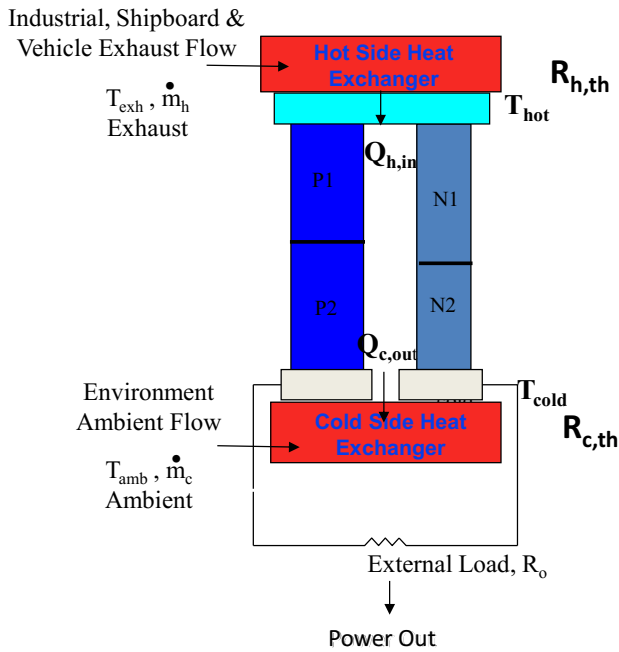 Industrial, Shipboard &
Vehicle Exhaust Flow
Hot Side Heat
Exchanger
R_h,th
T_exh , ṁ_h
Exhaust
T_hot
Q_h,in
P1
N1
P2
N2
Q_c,out
Environment
Ambient Flow
T_cold
Cold Side Heat
Exchanger
R_c,th
T_amb , ṁ_c
Ambient
External Load, R_o
Power Out